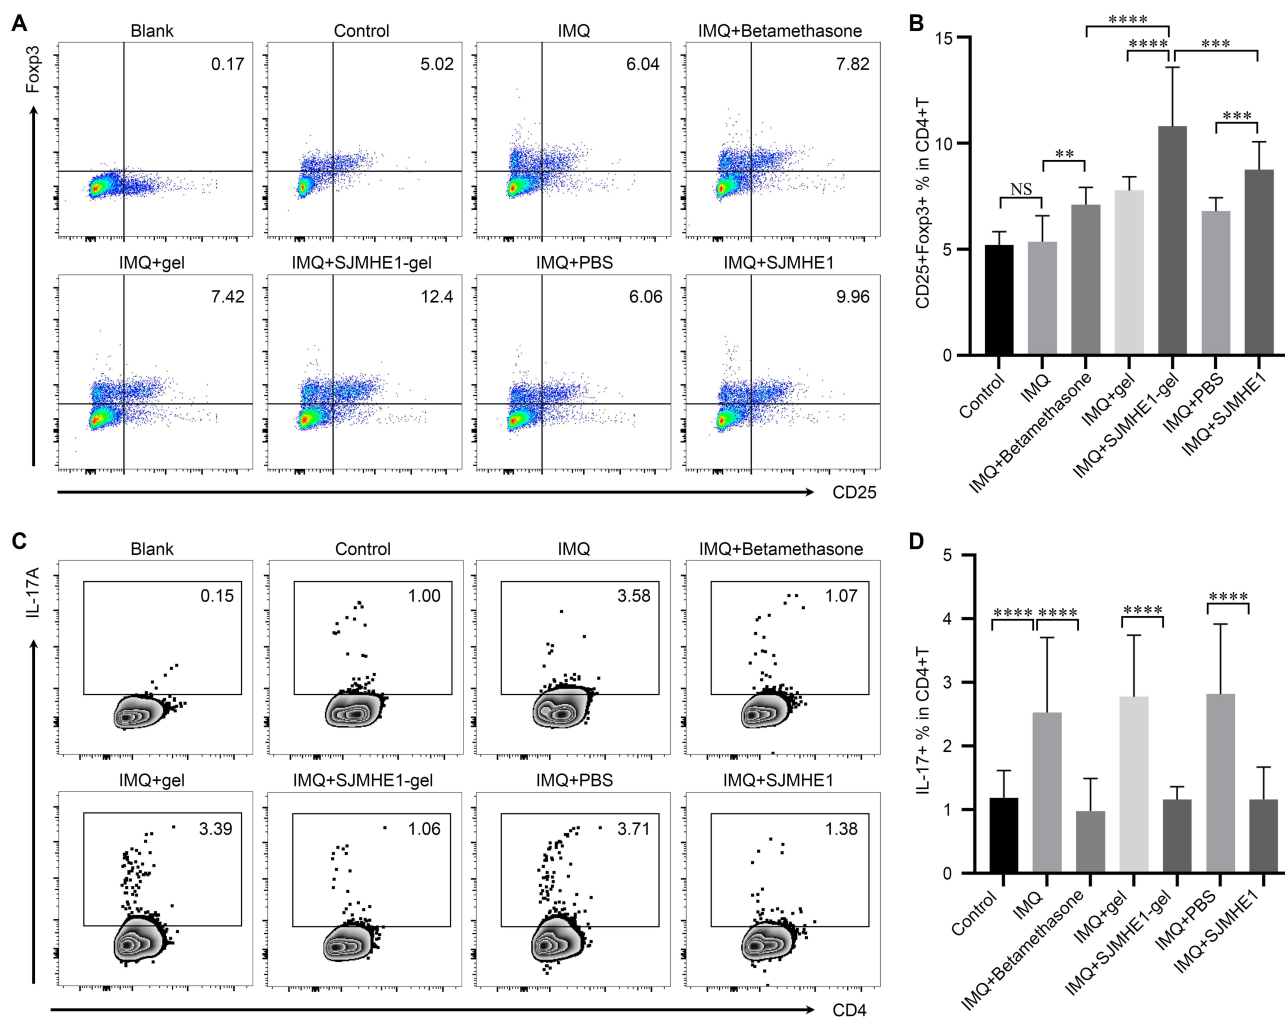 A
Blank
Control
IMQ
IMQ+Betamethasone
Foxp3
0.17
5.02
6.04
7.82
IMQ+gel
IMQ+SJMHE1-gel
IMQ+PBS
IMQ+SJMHE1
7.42
12.4
6.06
9.96
CD25
B
CD25+Foxp3+ % in CD4+T
15
10
5
0
****
****
***
***
**
NS
Control
IMQ
IMQ+Betamethasone
IMQ+gel
IMQ+SJMHE1-gel
IMQ+PBS
IMQ+SJMHE1
C
Blank
Control
IMQ
IMQ+Betamethasone
IL-17A
0.15
1.00
3.58
1.07
IMQ+gel
IMQ+SJMHE1-gel
IMQ+PBS
IMQ+SJMHE1
3.39
1.06
3.71
1.38
CD4
D
IL-17+ % in CD4+T
5
4
3
2
1
0
****
****
****
****
Control
IMQ
IMQ+Betamethasone
IMQ+gel
IMQ+SJMHE1-gel
IMQ+PBS
IMQ+SJMHE1